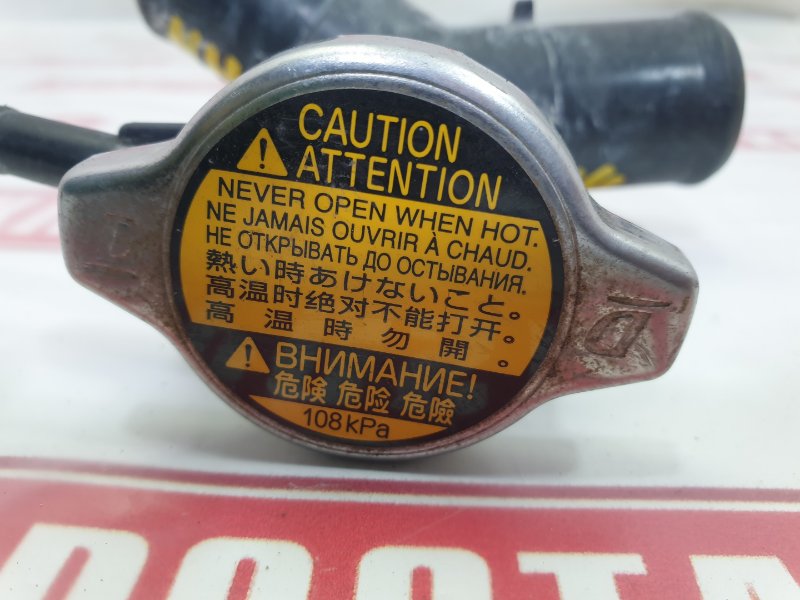 CAUTION
ATTENTION
NEVER OPEN WHEN HOT.
NE JAMAIS OUVRIR À CHAUD.
НЕ ОТКРЫВАТЬ ДО ОСТЫВАНИЯ.
熱い時あけないこと。
高温时绝对不能打开。
高温時勿開。
ВНИМАНИЕ!
危険 危险 危險
108kPa
D